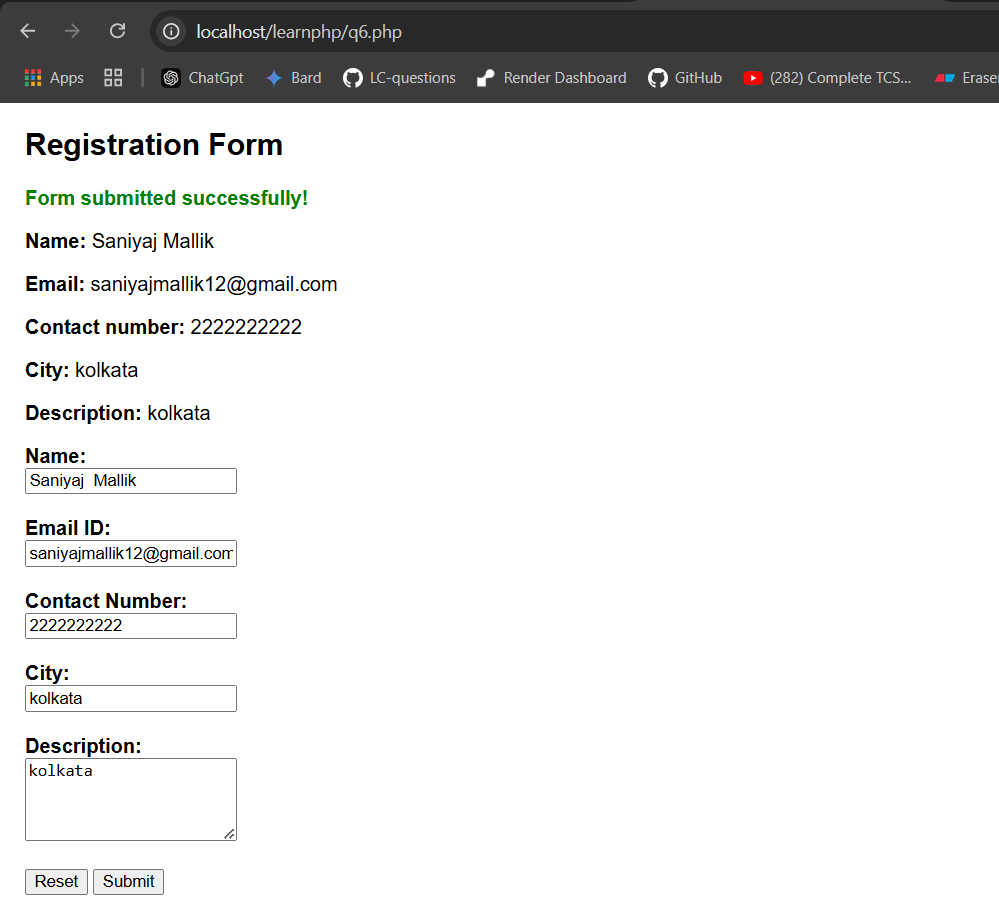 localhost/learnphp/q6.php
Apps ChatGpt Bard LC-questions Render Dashboard GitHub (282) Complete TCS... Eraser
Registration Form
Form submitted successfully!
Name: Saniyaj Mallik
Email: saniyajmallik12@gmail.com
Contact number: 2222222222
City: kolkata
Description: kolkata
Name:
Saniyaj  Mallik
Email ID:
saniyajmallik12@gmail.com
Contact Number:
2222222222
City:
kolkata
Description:
kolkata
Reset Submit